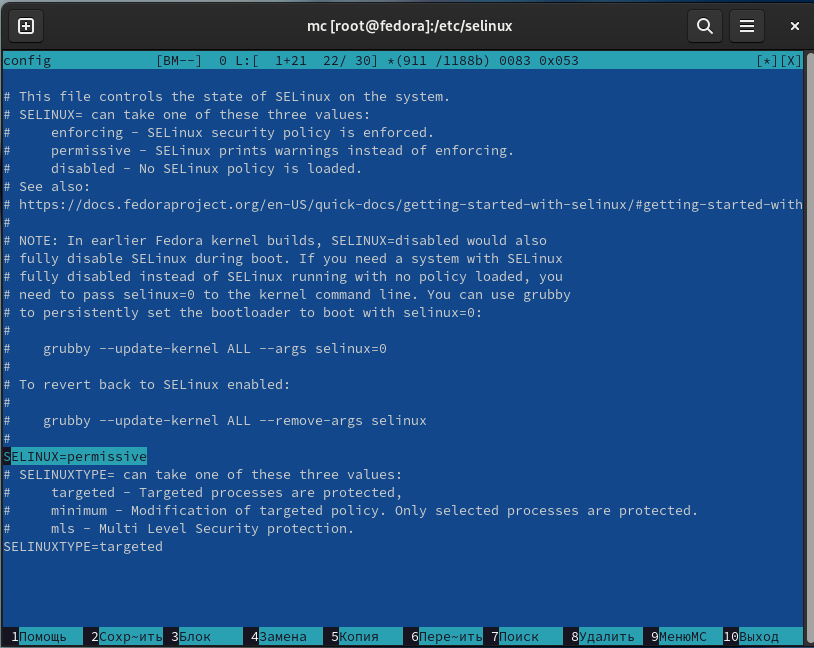 mc [root@fedora]:/etc/selinux
config             [BM--]  0 L:[  1+21  22/ 30] *(911 /1188b) 0083 0x053                      [*][X]
# This file controls the state of SELinux on the system.
# SELINUX= can take one of these three values:
#     enforcing - SELinux security policy is enforced.
#     permissive - SELinux prints warnings instead of enforcing.
#     disabled - No SELinux policy is loaded.
# See also:
# https://docs.fedoraproject.org/en-US/quick-docs/getting-started-with-selinux/#getting-started-with
#
# NOTE: In earlier Fedora kernel builds, SELINUX=disabled would also
# fully disable SELinux during boot. If you need a system with SELinux
# fully disabled instead of SELinux running with no policy loaded, you
# need to pass selinux=0 to the kernel command line. You can use grubby
# to persistently set the bootloader to boot with selinux=0:
#
#    grubby --update-kernel ALL --args selinux=0
#
# To revert back to SELinux enabled:
#
#    grubby --update-kernel ALL --remove-args selinux
#
SELINUX=permissive
# SELINUXTYPE= can take one of these three values:
#     targeted - Targeted processes are protected,
#     minimum - Modification of targeted policy. Only selected processes are protected.
#     mls - Multi Level Security protection.
SELINUXTYPE=targeted
1Помощь 2Сохр~ить 3Блок 4Замена 5Копия 6Пере~ить 7Поиск 8Удалить 9МенюМС 10Выход